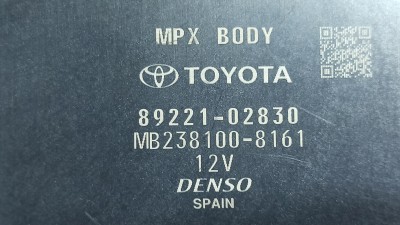 MPX BODY
TOYOTA
89221-02830
MB238100-8161
12V
DENSO
SPAIN